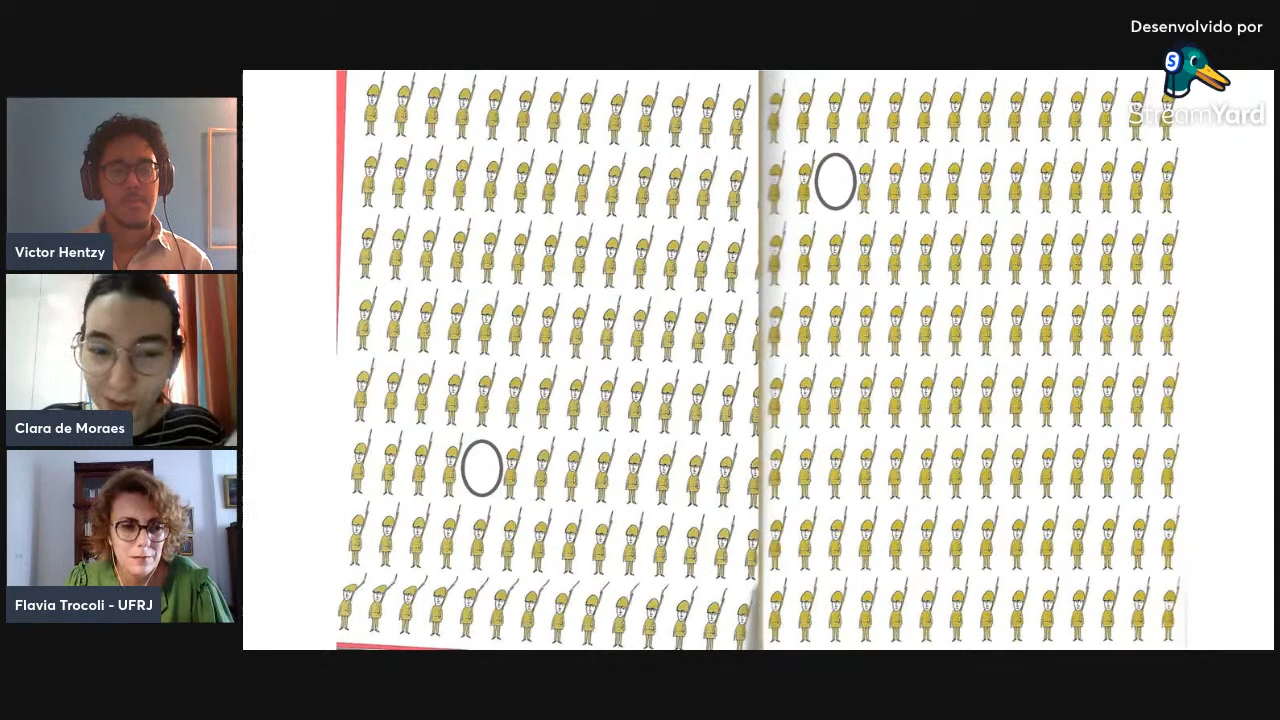 Desenvolvido por
S
StreamYard
Victor Hentzy
Clara de Moraes
Flavia Trocoli - UFRJ